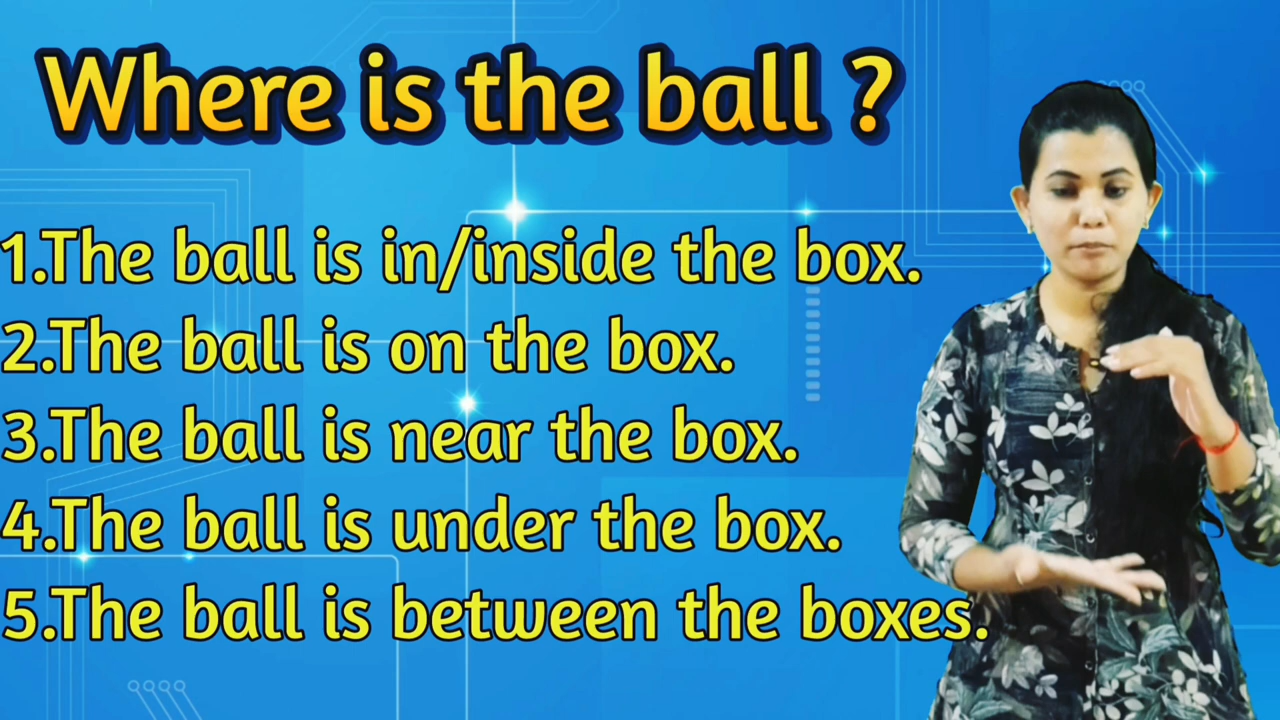 Where is the ball ?
1.The ball is in/inside the box.
2.The ball is on the box.
3.The ball is near the box.
4.The ball is under the box.
5.The ball is between the boxes.